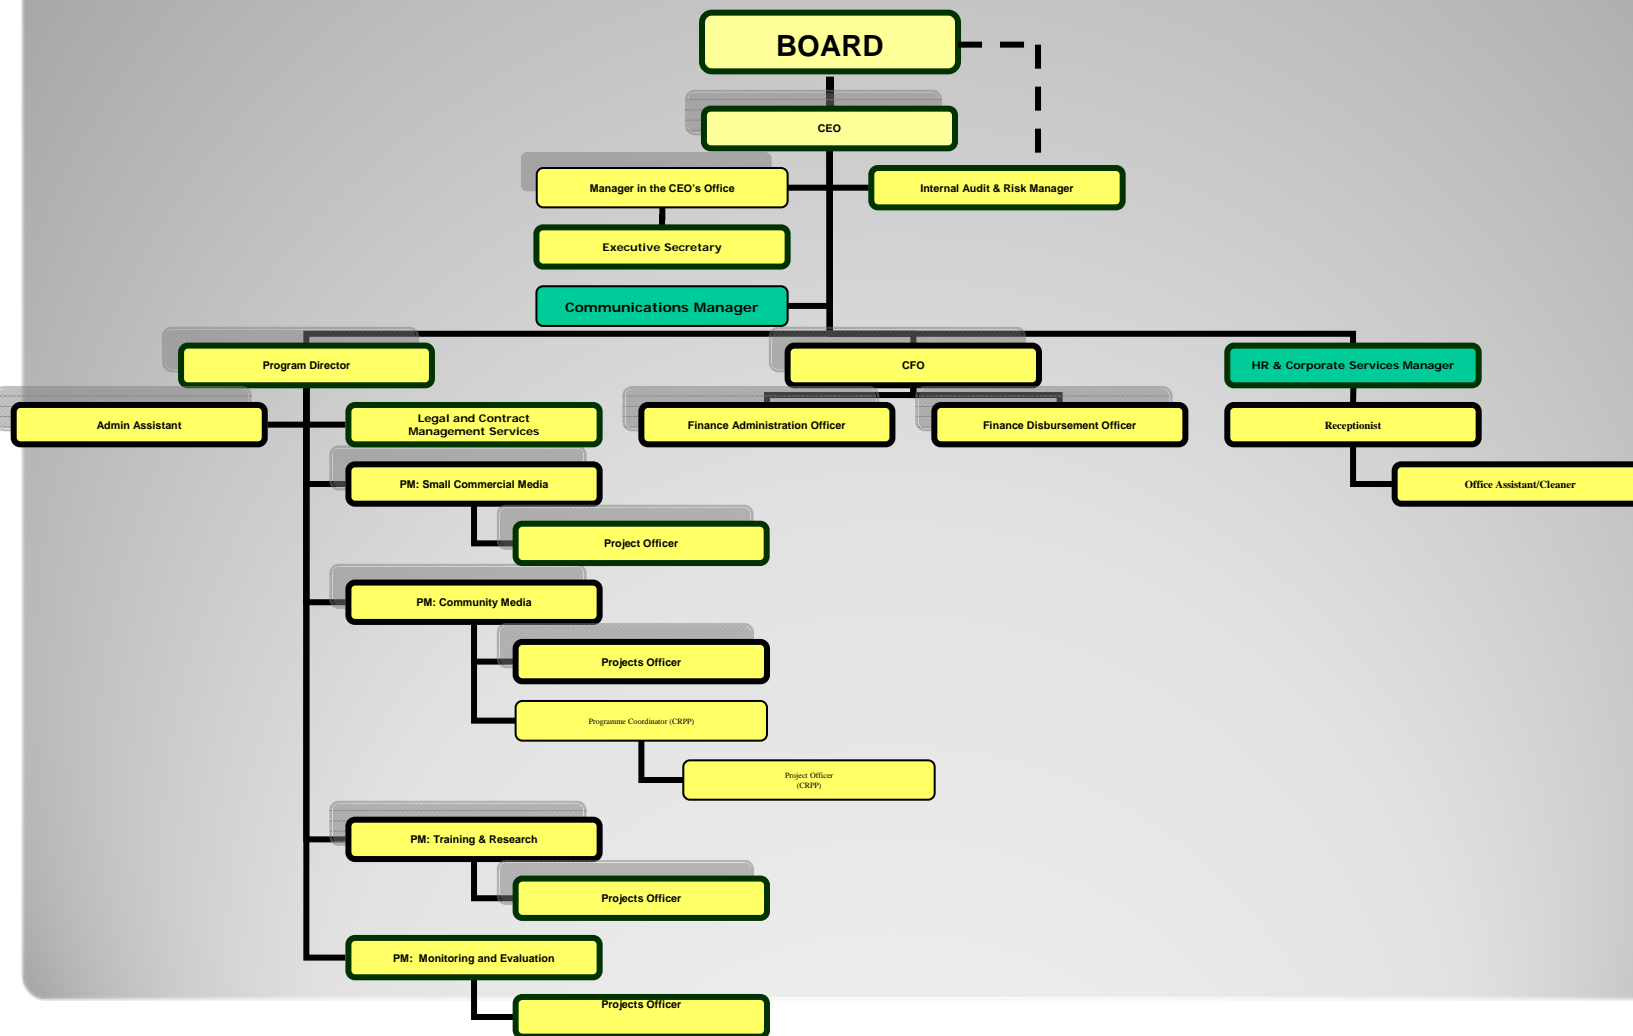 BOARD
CEO
Manager in the CEO's Office
Internal Audit & Risk Manager
Executive Secretary
Communications Manager
Program Director
CFO
HR & Corporate Services Manager
Admin Assistant
Legal and Contract
Management Services
Finance Administration Officer
Finance Disbursement Officer
Receptionist
PM: Small Commercial Media
Office Assistant/Cleaner
Project Officer
PM: Community Media
Projects Officer
Programme Coordinator (CRPP)
Project Officer
(CRPP)
PM: Training & Research
Projects Officer
PM:  Monitoring and Evaluation
Projects Officer